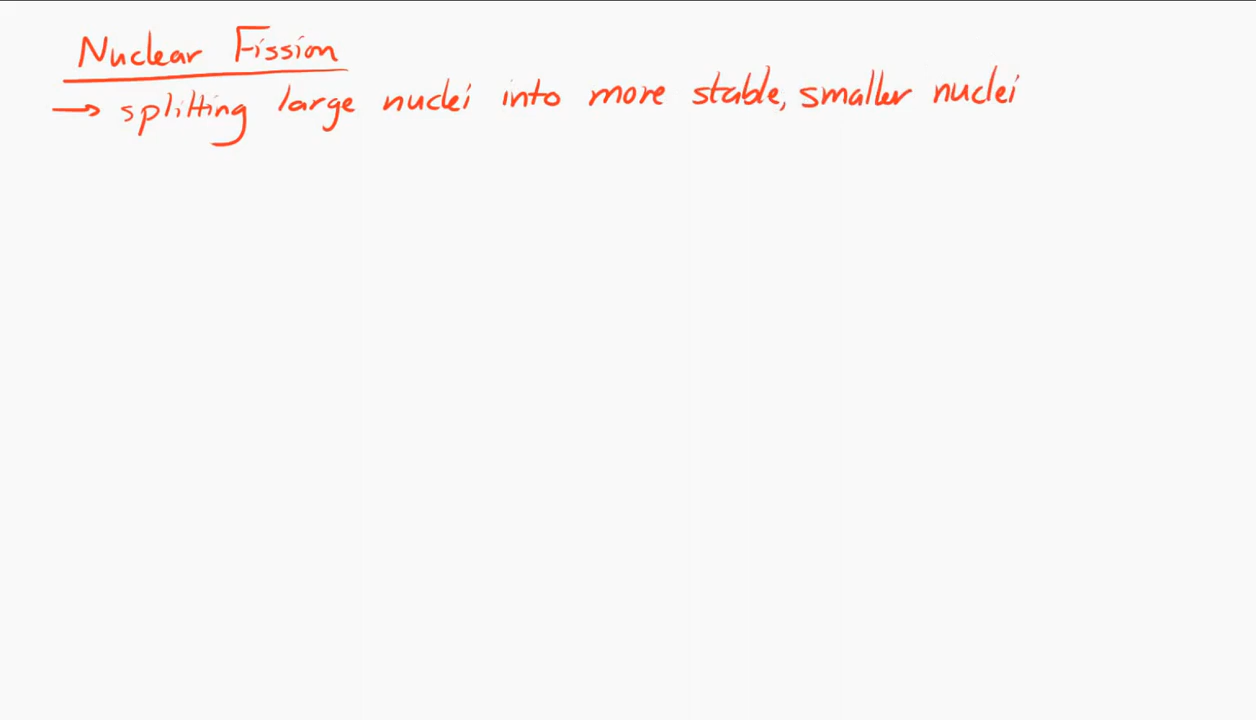 Nuclear Fission
→ splitting large nuclei into more stable, smaller nuclei